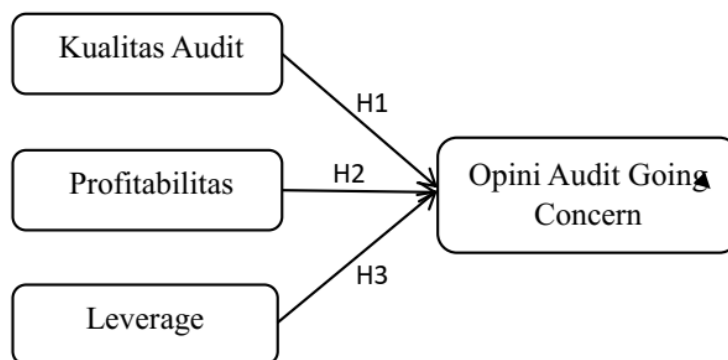 Kualitas Audit
H1
Profitabilitas
H2
Opini Audit Going
Concern
H3
Leverage